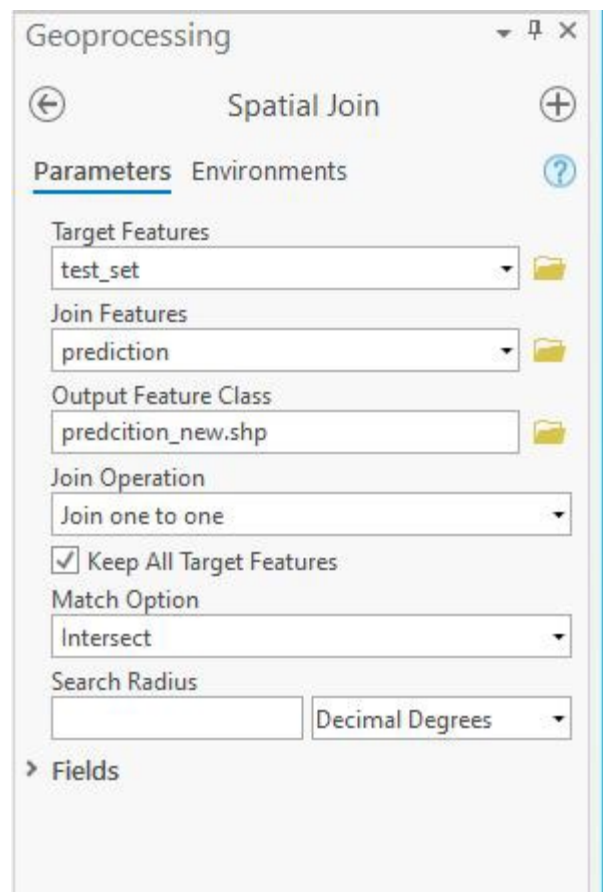 Geoprocessing
Spatial Join
Parameters Environments
Target Features
test_set
Join Features
prediction
Output Feature Class
predcition_new.shp
Join Operation
Join one to one
Keep All Target Features
Match Option
Intersect
Search Radius
Decimal Degrees
Fields